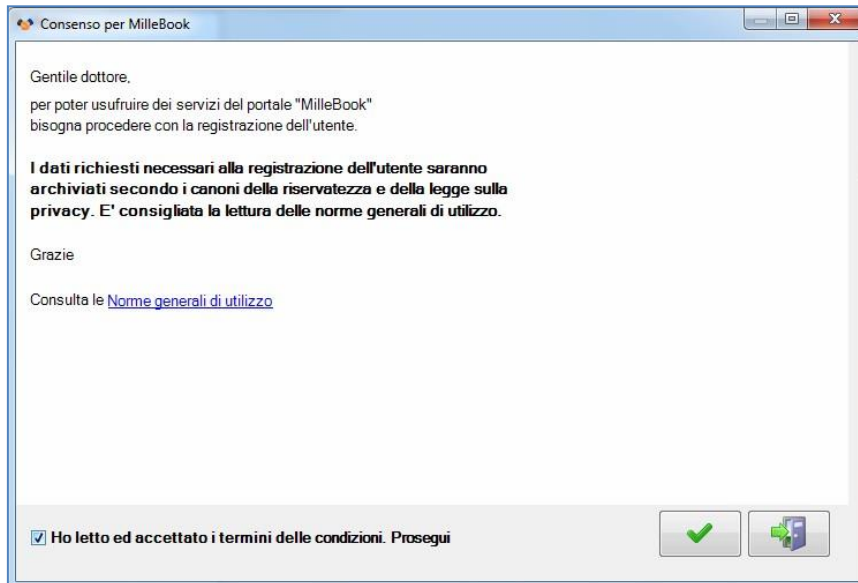 Consenso per MilleBook
Gentile dottore,
per poter usufruire dei servizi del portale "MilleBook"
bisogna procedere con la registrazione dell'utente.
I dati richiesti necessari alla registrazione dell'utente saranno
archiviati secondo i canoni della riservatezza e della legge sulla
privacy. E' consigliata la lettura delle norme generali di utilizzo.
Grazie
Consulta le Norme generali di utilizzo
Ho letto ed accettato i termini delle condizioni. Prosegui